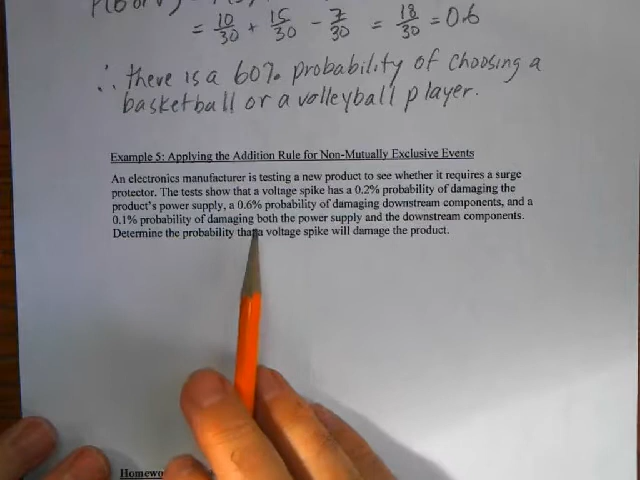 = 10/30 + 15/30 - 7/30 = 18/30 = 0.6
∴ there is a 60% probability of choosing a
basketball or a volleyball player.
Example 5: Applying the Addition Rule for Non-Mutually Exclusive Events
An electronics manufacturer is testing a new product to see whether it requires a surge
protector. The tests show that a voltage spike has a 0.2% probability of damaging the
product's power supply, a 0.6% probability of damaging downstream components, and a
0.1% probability of damaging both the power supply and the downstream components.
Determine the probability that a voltage spike will damage the product.